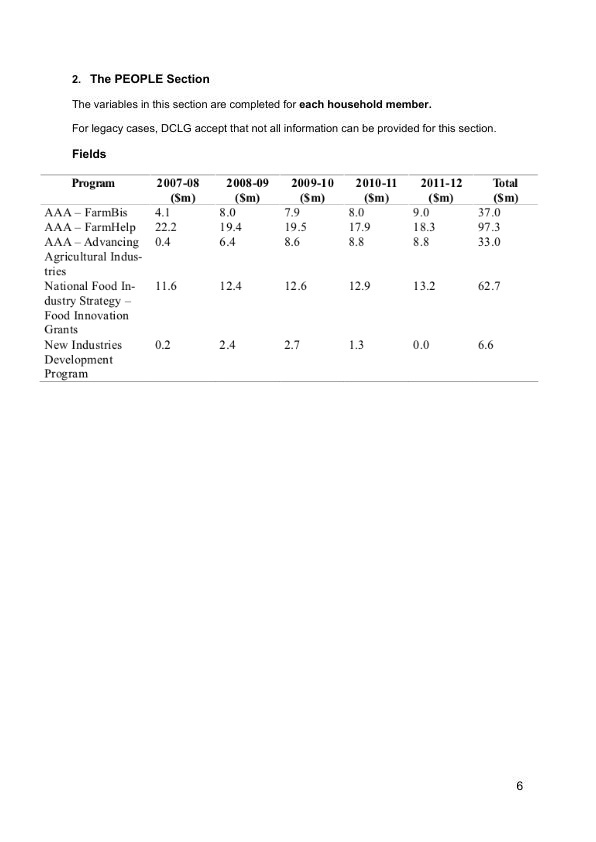 2. The PEOPLE Section
The variables in this section are completed for each household member.
For legacy cases, DCLG accept that not all information can be provided for this section.
Fields
Program 2007-08 2008-09 2009-10 2010-11 2011-12 Total
($m) ($m) ($m) ($m) ($m) ($m)
AAA – FarmBis 4.1 8.0 7.9 8.0 9.0 37.0
AAA – FarmHelp 22.2 19.4 19.5 17.9 18.3 97.3
AAA – Advancing 0.4 6.4 8.6 8.8 8.8 33.0
Agricultural Indus-
tries
National Food In- 11.6 12.4 12.6 12.9 13.2 62.7
dustry Strategy –
Food Innovation
Grants
New Industries 0.2 2.4 2.7 1.3 0.0 6.6
Development
Program
6